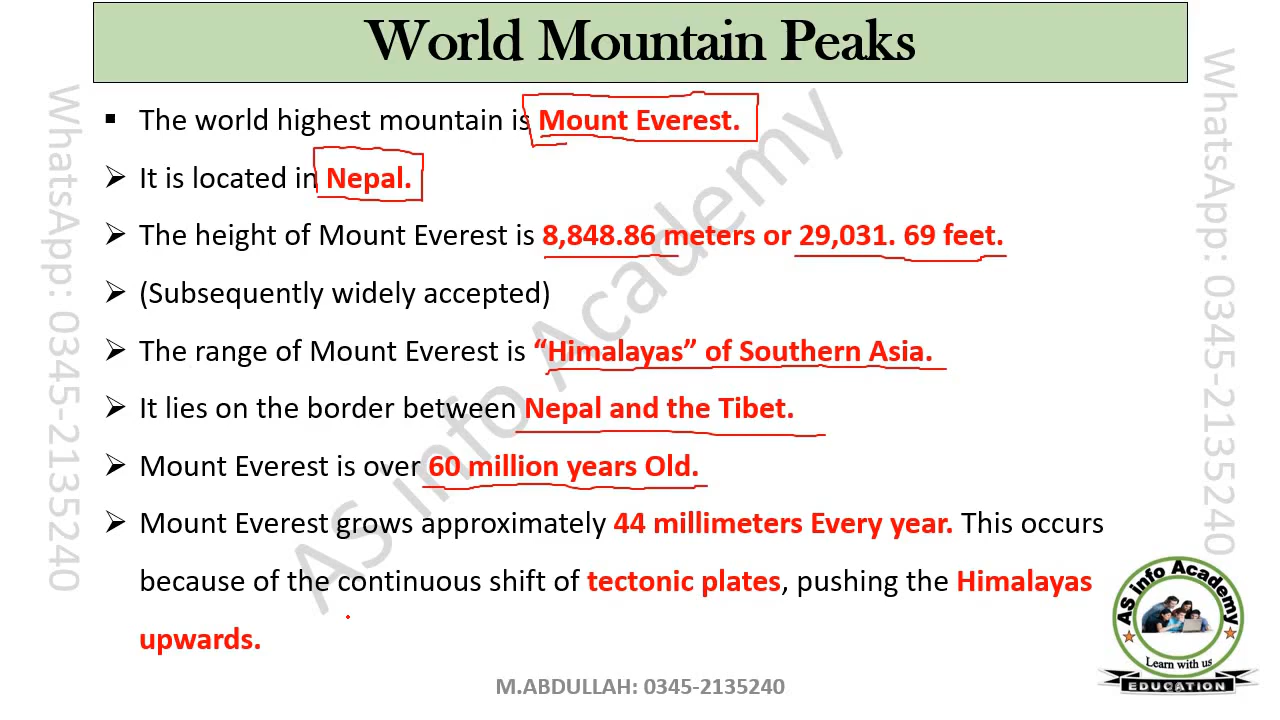 World Mountain Peaks
▪ The world highest mountain is Mount Everest.
➢ It is located in Nepal.
➢ The height of Mount Everest is 8,848.86 meters or 29,031. 69 feet.
➢ (Subsequently widely accepted)
➢ The range of Mount Everest is “Himalayas” of Southern Asia.
➢ It lies on the border between Nepal and the Tibet.
➢ Mount Everest is over 60 million years Old.
➢ Mount Everest grows approximately 44 millimeters Every year. This occurs
because of the continuous shift of tectonic plates, pushing the Himalayas
upwards.
M.ABDULLAH: 0345-2135240
WhatsApp: 0345-2135240
WhatsApp: 0345-2135240
AS info Academy
AS info Academy
Learn with us
EDUCATION